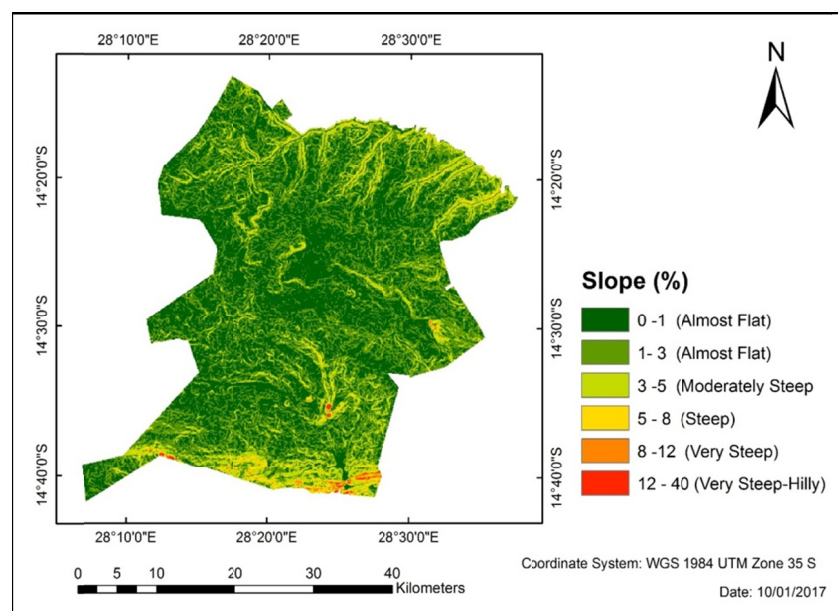 28°10'0"E 28°20'0"E 28°30'0"E
N
14°20'0"S 14°20'0"S
14°30'0"S 14°30'0"S
14°40'0"S 14°40'0"S
Slope (%)
0 -1 (Almost Flat)
1- 3 (Almost Flat)
3 -5 (Moderately Steep
5 - 8 (Steep)
8 -12 (Very Steep)
12 - 40 (Very Steep-Hilly)
28°10'0"E 28°20'0"E 28°30'0"E
Coordinate System: WGS 1984 UTM Zone 35 S
0 5 10 20 30 40
Kilometers
Date: 10/01/2017